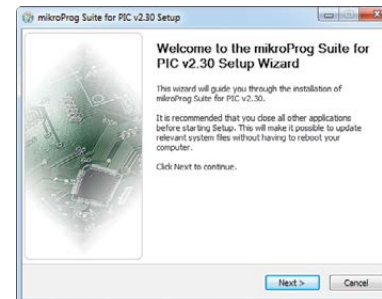 mikroProg Suite for PIC v2.30 Setup
Welcome to the mikroProg Suite for
PIC v2.30 Setup Wizard
This wizard will guide you through the installation of
mikroProg Suite for PIC v2.30.
It is recommended that you close all other applications
before starting Setup. This will make it possible to update
relevant system files without having to reboot your
computer.
Click Next to continue.
Next >
Cancel